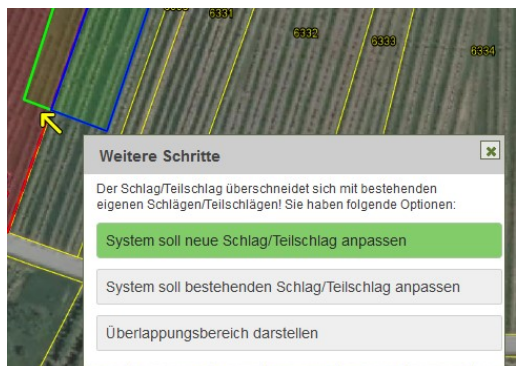 6331
6332
6333
6334
Weitere Schritte
Der Schlag/Teilschlag überschneidet sich mit bestehenden
eigenen Schlägen/Teilschlägen! Sie haben folgende Optionen:
System soll neue Schlag/Teilschlag anpassen
System soll bestehenden Schlag/Teilschlag anpassen
Überlappungsbereich darstellen